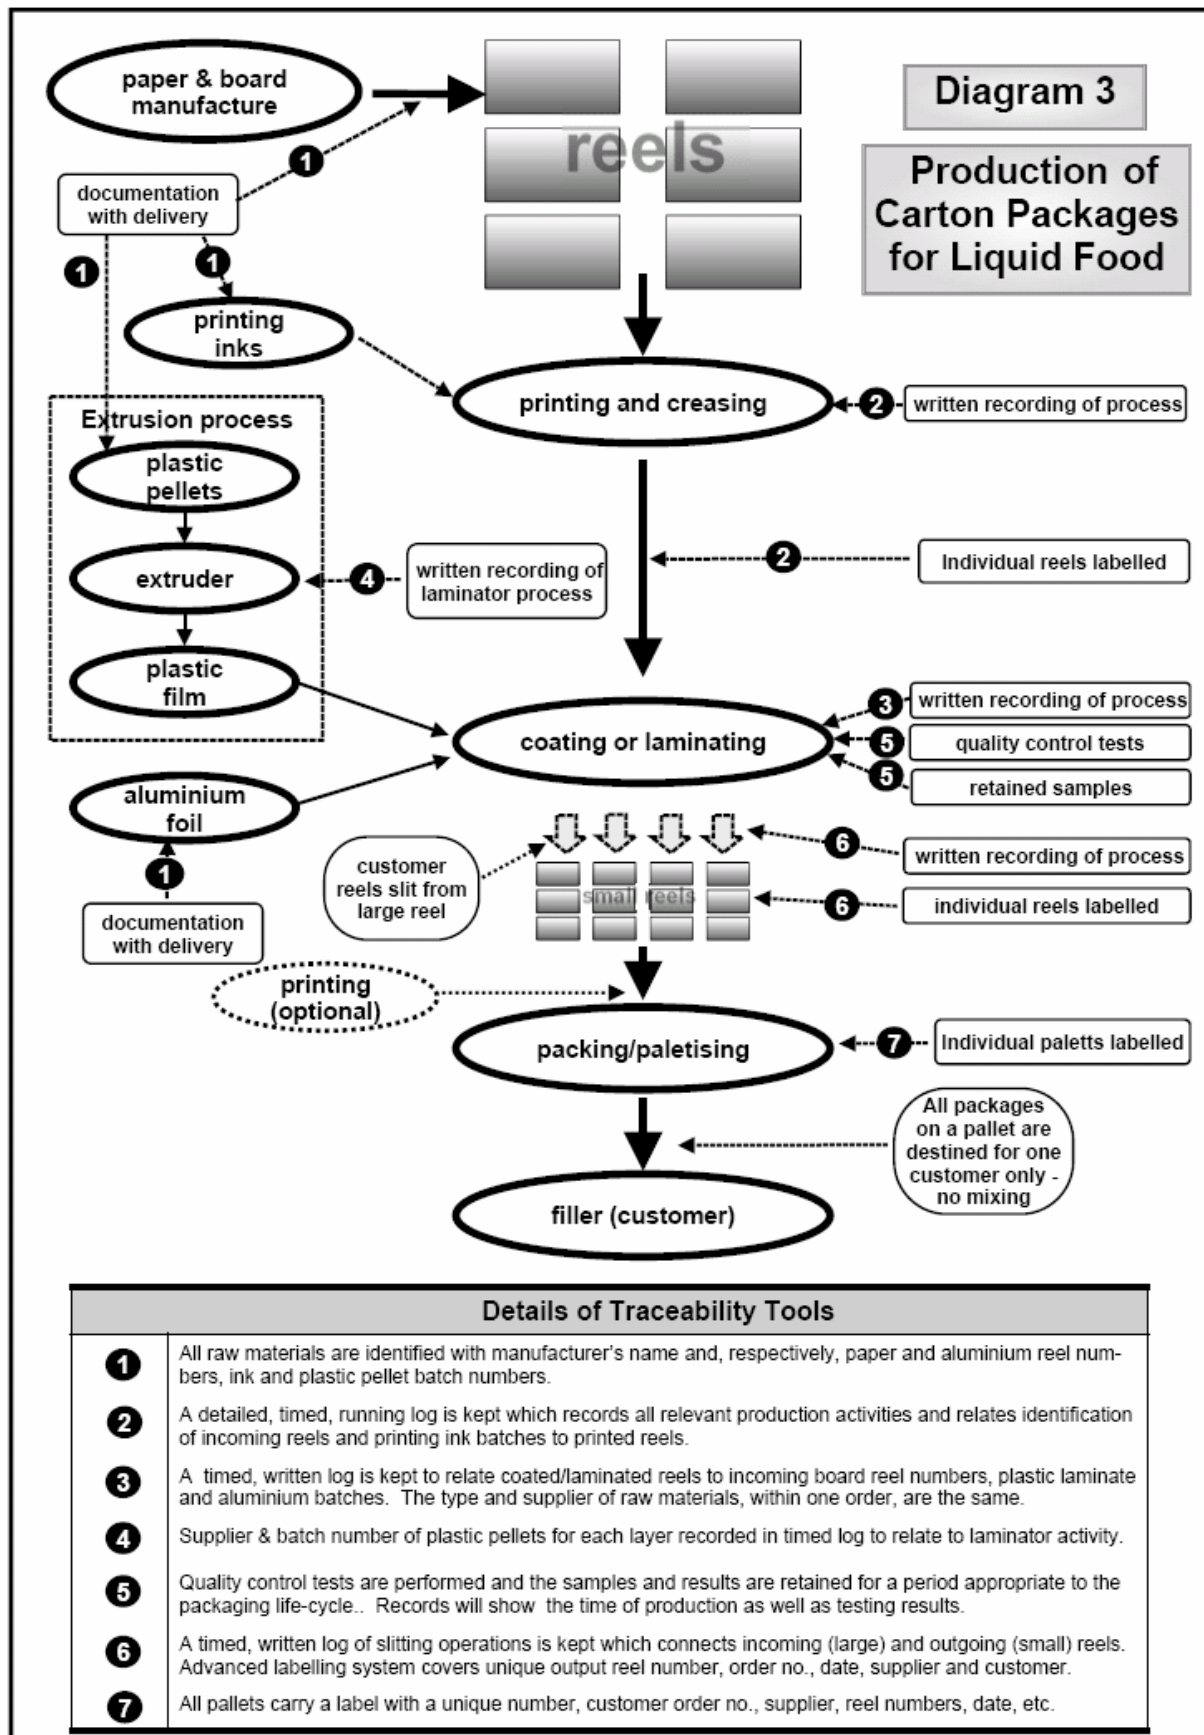 paper & board
manufacture
reels
Diagram 3
Production of
Carton Packages
for Liquid Food
1
documentation
with delivery
1
1
printing
inks
printing and creasing
2
written recording of process
Extrusion process
plastic
pellets
2
Individual reels labelled
extruder
4
written recording of
laminator process
plastic
film
coating or laminating
3
written recording of process
5
quality control tests
5
retained samples
aluminium
foil
1
documentation
with delivery
customer
reels slit from
large reel
small reels
6
written recording of process
6
individual reels labelled
printing
(optional)
packing/paletising
7
Individual paletts labelled
All packages
on a pallet are
destined for one
customer only -
no mixing
filler (customer)
Details of Traceability Tools
1
All raw materials are identified with manufacturer's name and, respectively, paper and aluminium reel num-
bers, ink and plastic pellet batch numbers.
2
A detailed, timed, running log is kept which records all relevant production activities and relates identification
of incoming reels and printing ink batches to printed reels.
3
A timed, written log is kept to relate coated/laminated reels to incoming board reel numbers, plastic laminate
and aluminium batches. The type and supplier of raw materials, within one order, are the same.
4
Supplier & batch number of plastic pellets for each layer recorded in timed log to relate to laminator activity.
5
Quality control tests are performed and the samples and results are retained for a period appropriate to the
packaging life-cycle.. Records will show the time of production as well as testing results.
6
A timed, written log of slitting operations is kept which connects incoming (large) and outgoing (small) reels.
Advanced labelling system covers unique output reel number, order no., date, supplier and customer.
7
All pallets carry a label with a unique number, customer order no., supplier, reel numbers, date, etc.